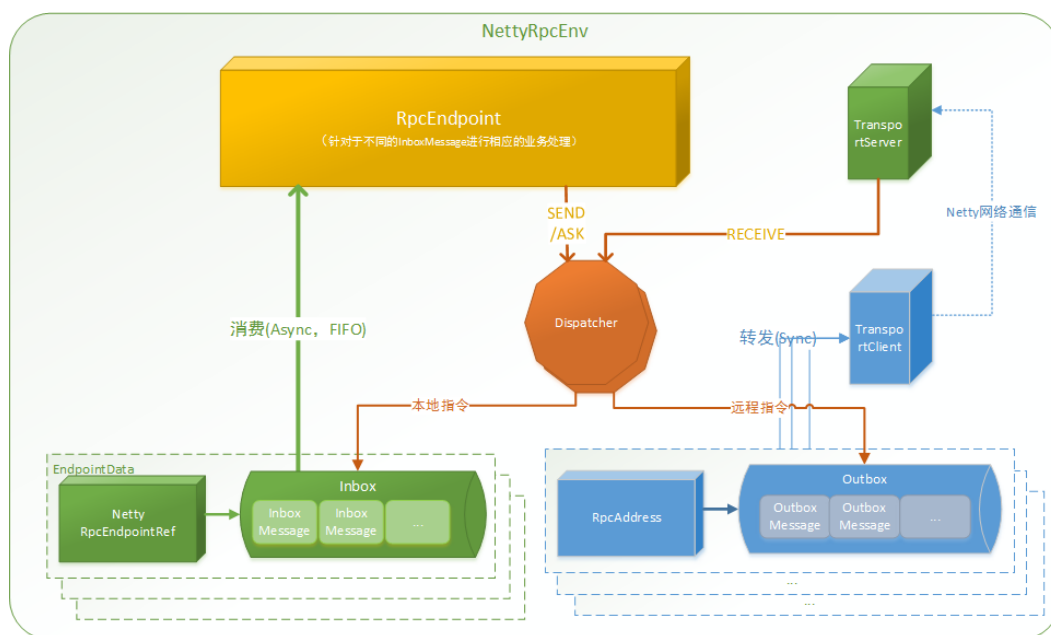 NettyRpcEnv
RpcEndpoint
（针对于不同的InboxMessage进行相应的业务处理）
Transpo
rtServer
SEND
/ASK
RECEIVE
Netty网络通信
Dispatcher
消费(Async，FIFO)
转发(Sync)
Transpo
rtClient
本地指令
远程指令
EndpointData
Netty
RpcEndpointRef
Inbox
Inbox
Message
Inbox
Message
...
RpcAddress
Outbox
Outbox
Message
Outbox
Message
...
...
...